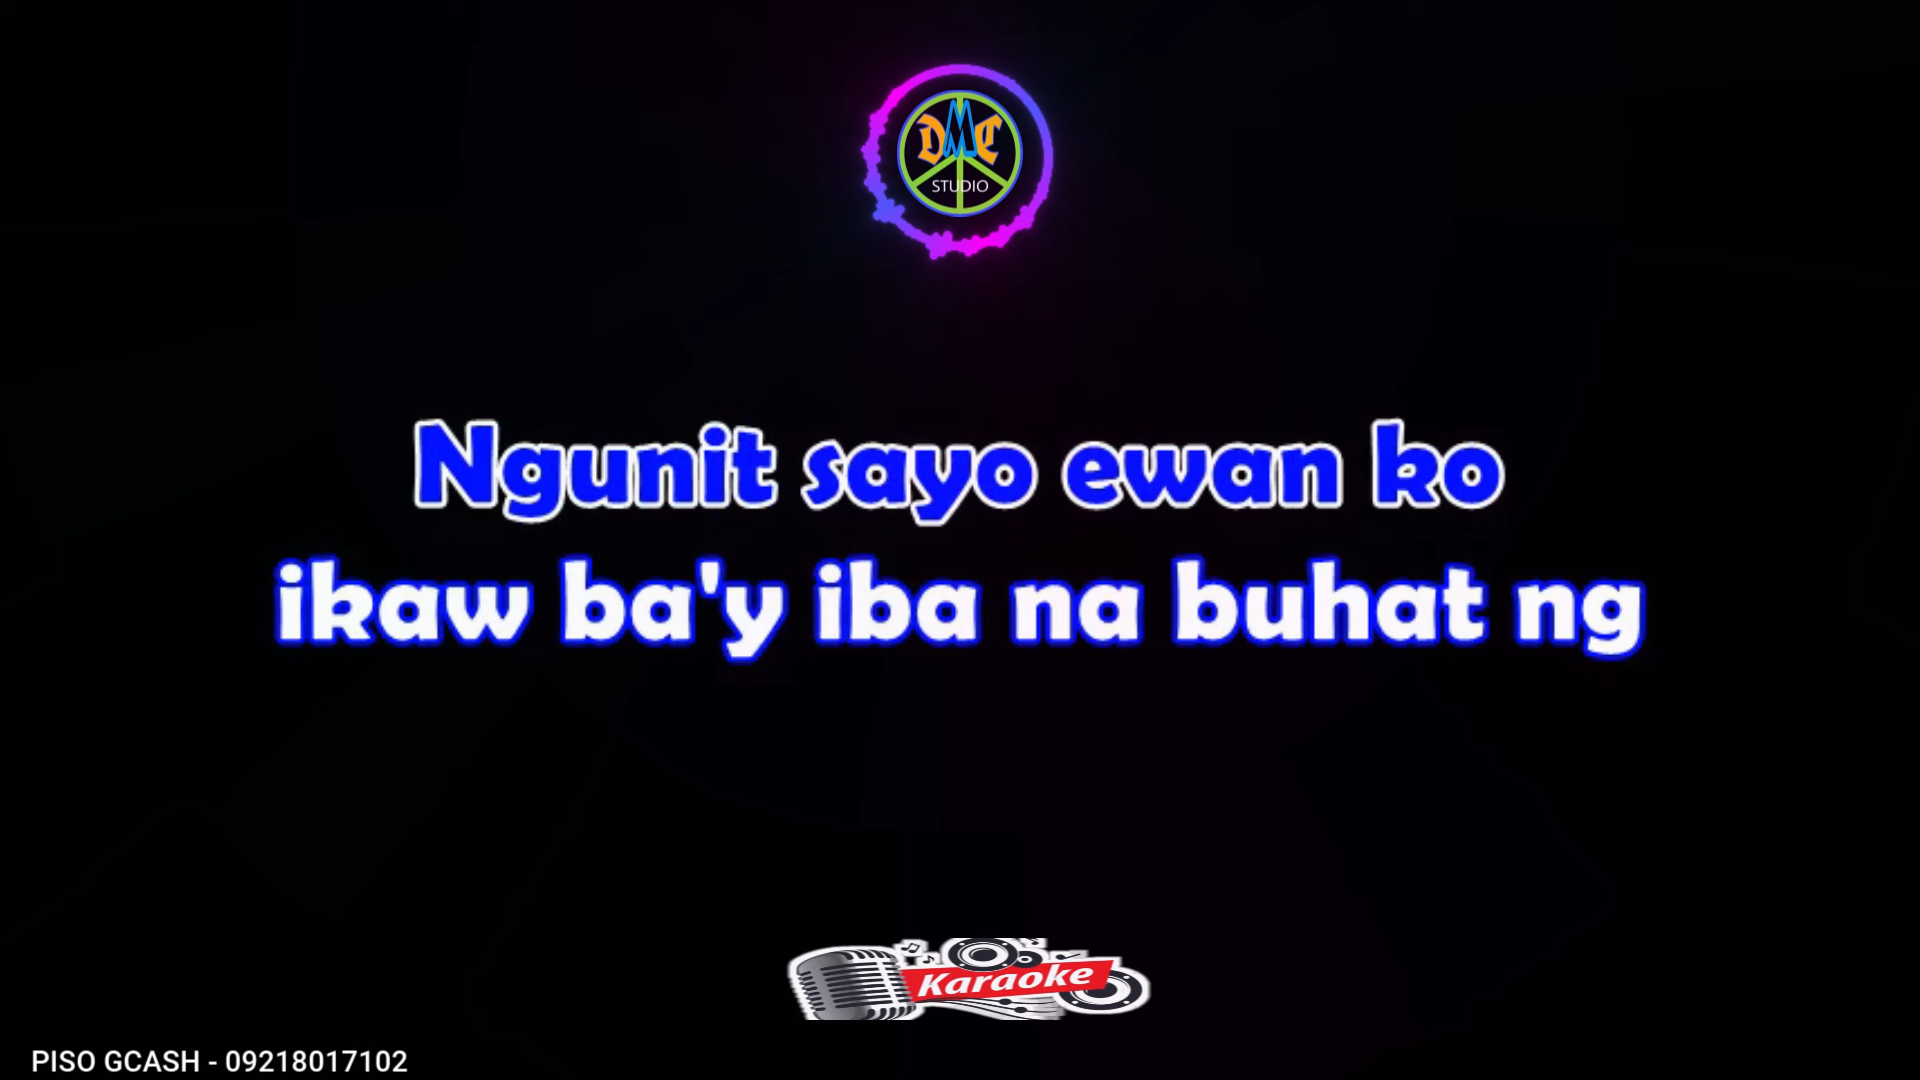 DMC
STUDIO
Ngunit sayo ewan ko
ikaw ba'y iba na buhat ng
Karaoke
PISO GCASH - 09218017102